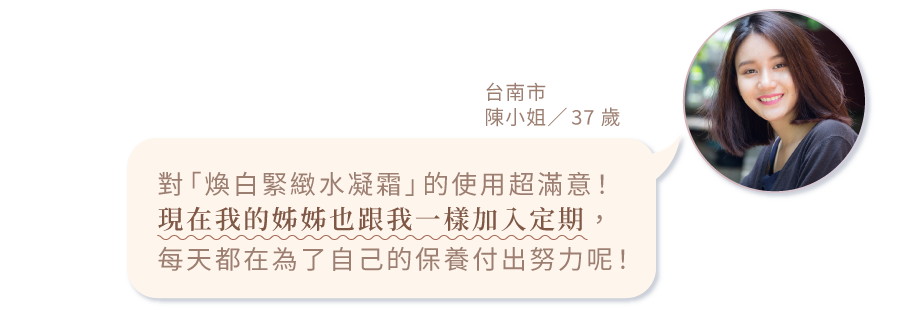 台南市
陳小姐／37 歲
對「煥白緊緻水凝霜」的使用超滿意！
現在我的姊姊也跟我一樣加入定期，
每天都在為了自己的保養付出努力呢！